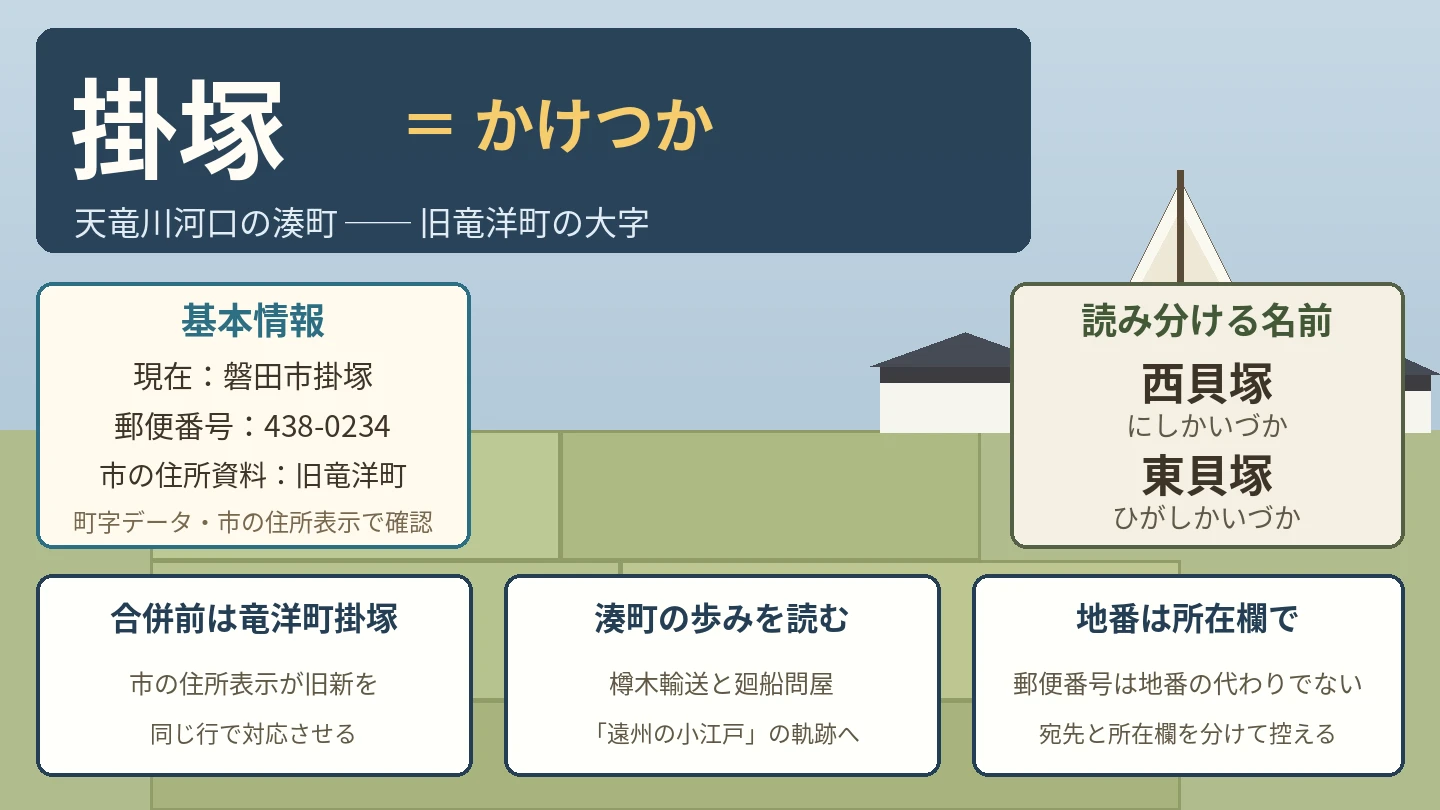 掛塚
＝ かけつか
天竜川河口の湊町 ―― 旧竜洋町の大字
基本情報
現在：磐田市掛塚
郵便番号：438-0234
市の住所資料：旧竜洋町
町字データ・市の住所表示で確認
読み分ける名前
西貝塚
にしかいづか
東貝塚
ひがしかいづか
合併前は竜洋町掛塚
市の住所表示が旧新を
同じ行で対応させる
湊町の歩みを読む
樽木輸送と廻船問屋
「遠州の小江戸」の軌跡へ
地番は所在欄で
郵便番号は地番の代わりでない
宛先と所在欄を分けて控える